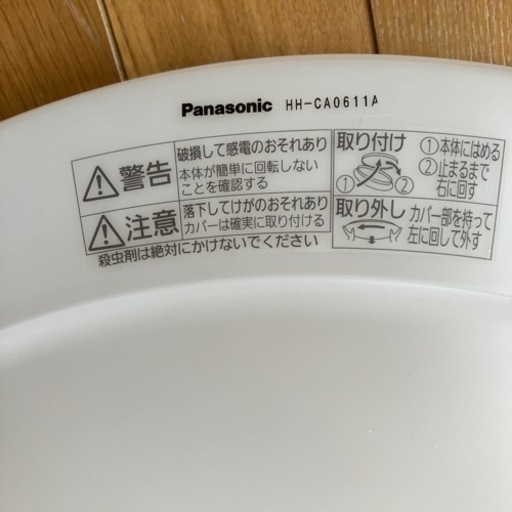 Panasonic HH-CA0611A
警告
破損して感電のおそれあり
本体が簡単に回転しない
ことを確認する
注意
落下してけがのおそれあり
カバーは確実に取り付ける
殺虫剤は絶対にかけないでください
取り付け
① ②
①本体にはめる
②止まるまで
右に回す
取り外し
カバー部を持って
左に回して外す